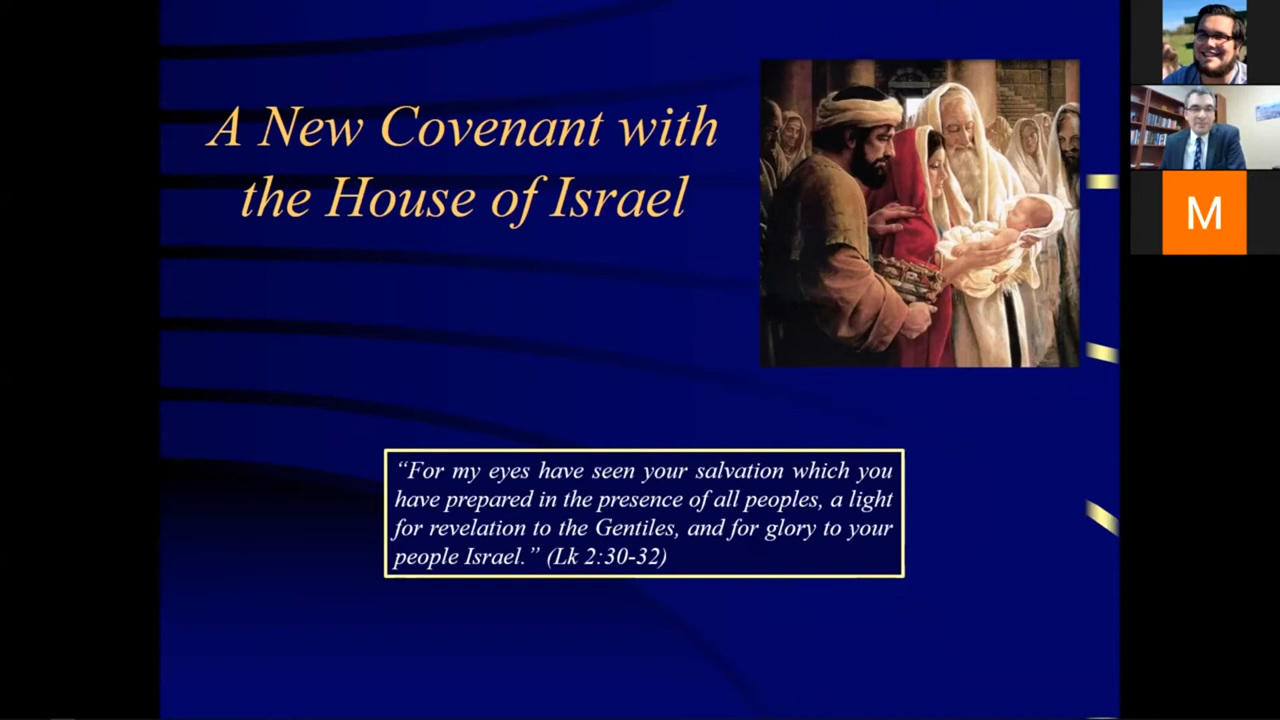 A New Covenant with
the House of Israel
“For my eyes have seen your salvation which you
have prepared in the presence of all peoples, a light
for revelation to the Gentiles, and for glory to your
people Israel.” (Lk 2:30-32)
M